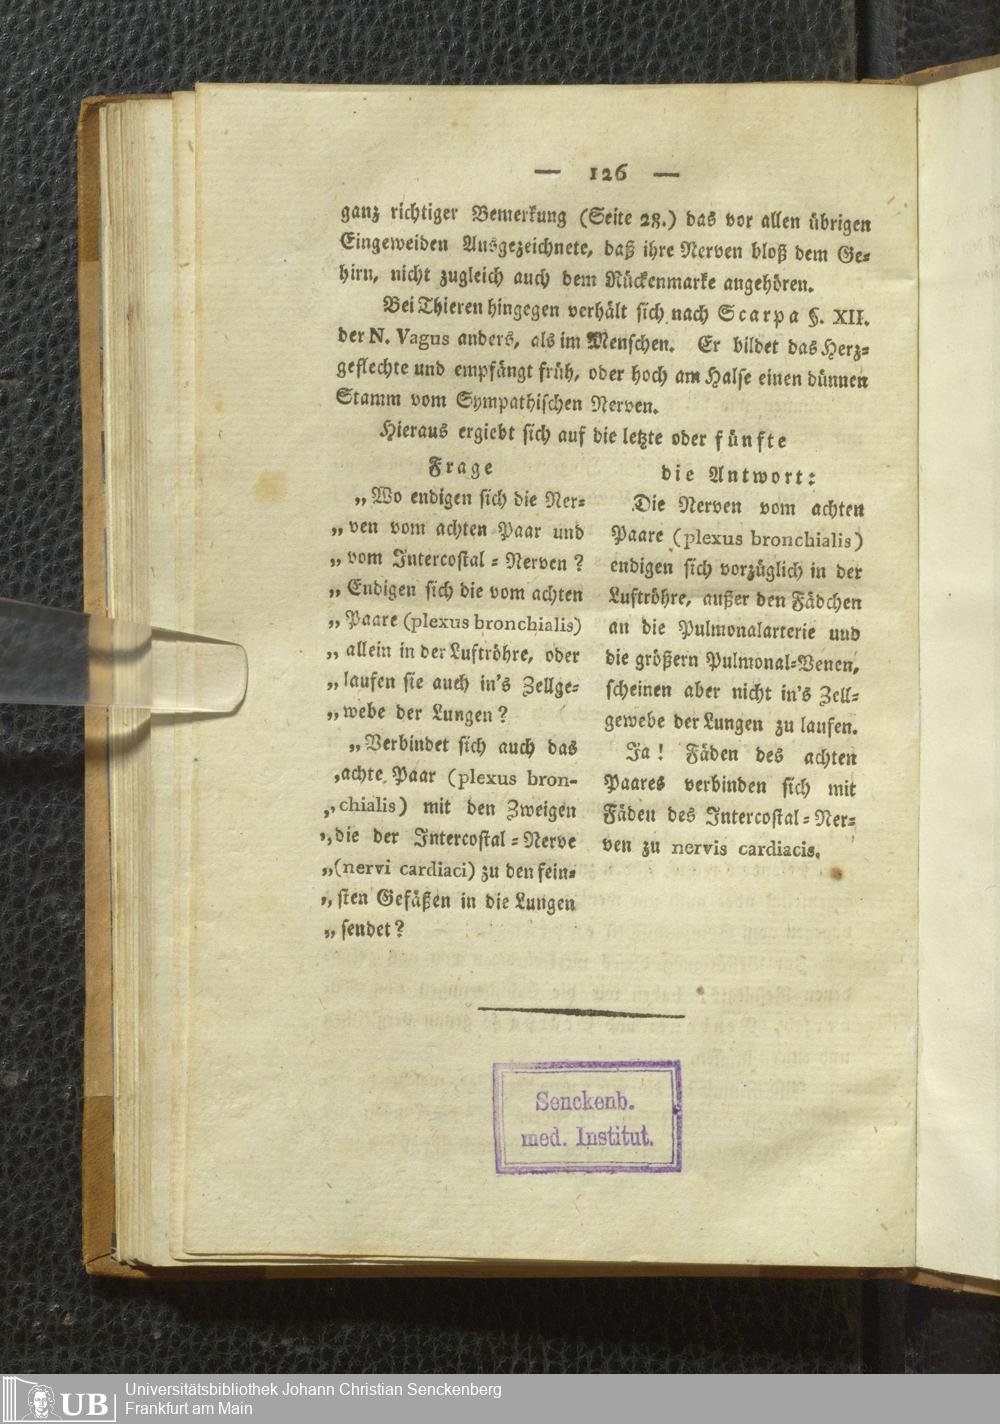 — 126 —
ganz richtiger Bemerkung (Seite 28.) das vor allen übrigen
Eingeweiden Ausgezeichnete, daß ihre Nerven bloß dem Ge=
hirn, nicht zugleich auch dem Rückenmarke angehören.
Bei Thieren hingegen verhält sich nach Scarpa §. XII.
der N. Vagus anders, als im Menschen. Er bildet das Herz=
geflechte und empfängt früh, oder hoch am Halse einen dünnen
Stamm vom Sympathischen Nerven.
Hieraus ergiebt sich auf die letzte oder fünfte
Frage
„Wo endigen sich die Ner=
„ven vom achten Paar und
„vom Intercostal=Nerven?
„Endigen sich die vom achten
„Paare (plexus bronchialis)
„allein in der Luftröhre, oder
„laufen sie auch in's Zellge=
„webe der Lungen?
„Verbindet sich auch das
„achte Paar (plexus bron-
„chialis) mit den Zweigen
„die der Intercostal=Nerve
„(nervi cardiaci) zu den fein=
„sten Gefäßen in die Lungen
„sendet?
die Antwort:
Die Nerven vom achten
Paare (plexus bronchialis)
endigen sich vorzüglich in der
Luftröhre, außer den Fädchen
an die Pulmonalarterie und
die größern Pulmonal=Venen,
scheinen aber nicht in's Zell=
gewebe der Lungen zu laufen.
Ja! Fäden des achten
Paares verbinden sich mit
Fäden des Intercostal=Ner=
ven zu nervis cardiacis.
Senckenb.
med. Institut.
UB
Universitätsbibliothek Johann Christian Senckenberg
Frankfurt am Main